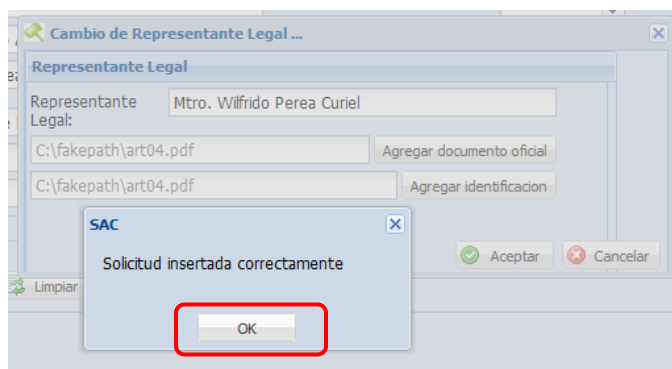 Cambio de Representante Legal ...
Representante Legal
Representante Legal:
Mtro. Wilfrido Perea Curiel
C:\fakepath\art04.pdf
Agregar documento oficial
C:\fakepath\art04.pdf
Agregar identificacion
SAC
Solicitud insertada correctamente
Aceptar
Cancelar
Limpiar
OK